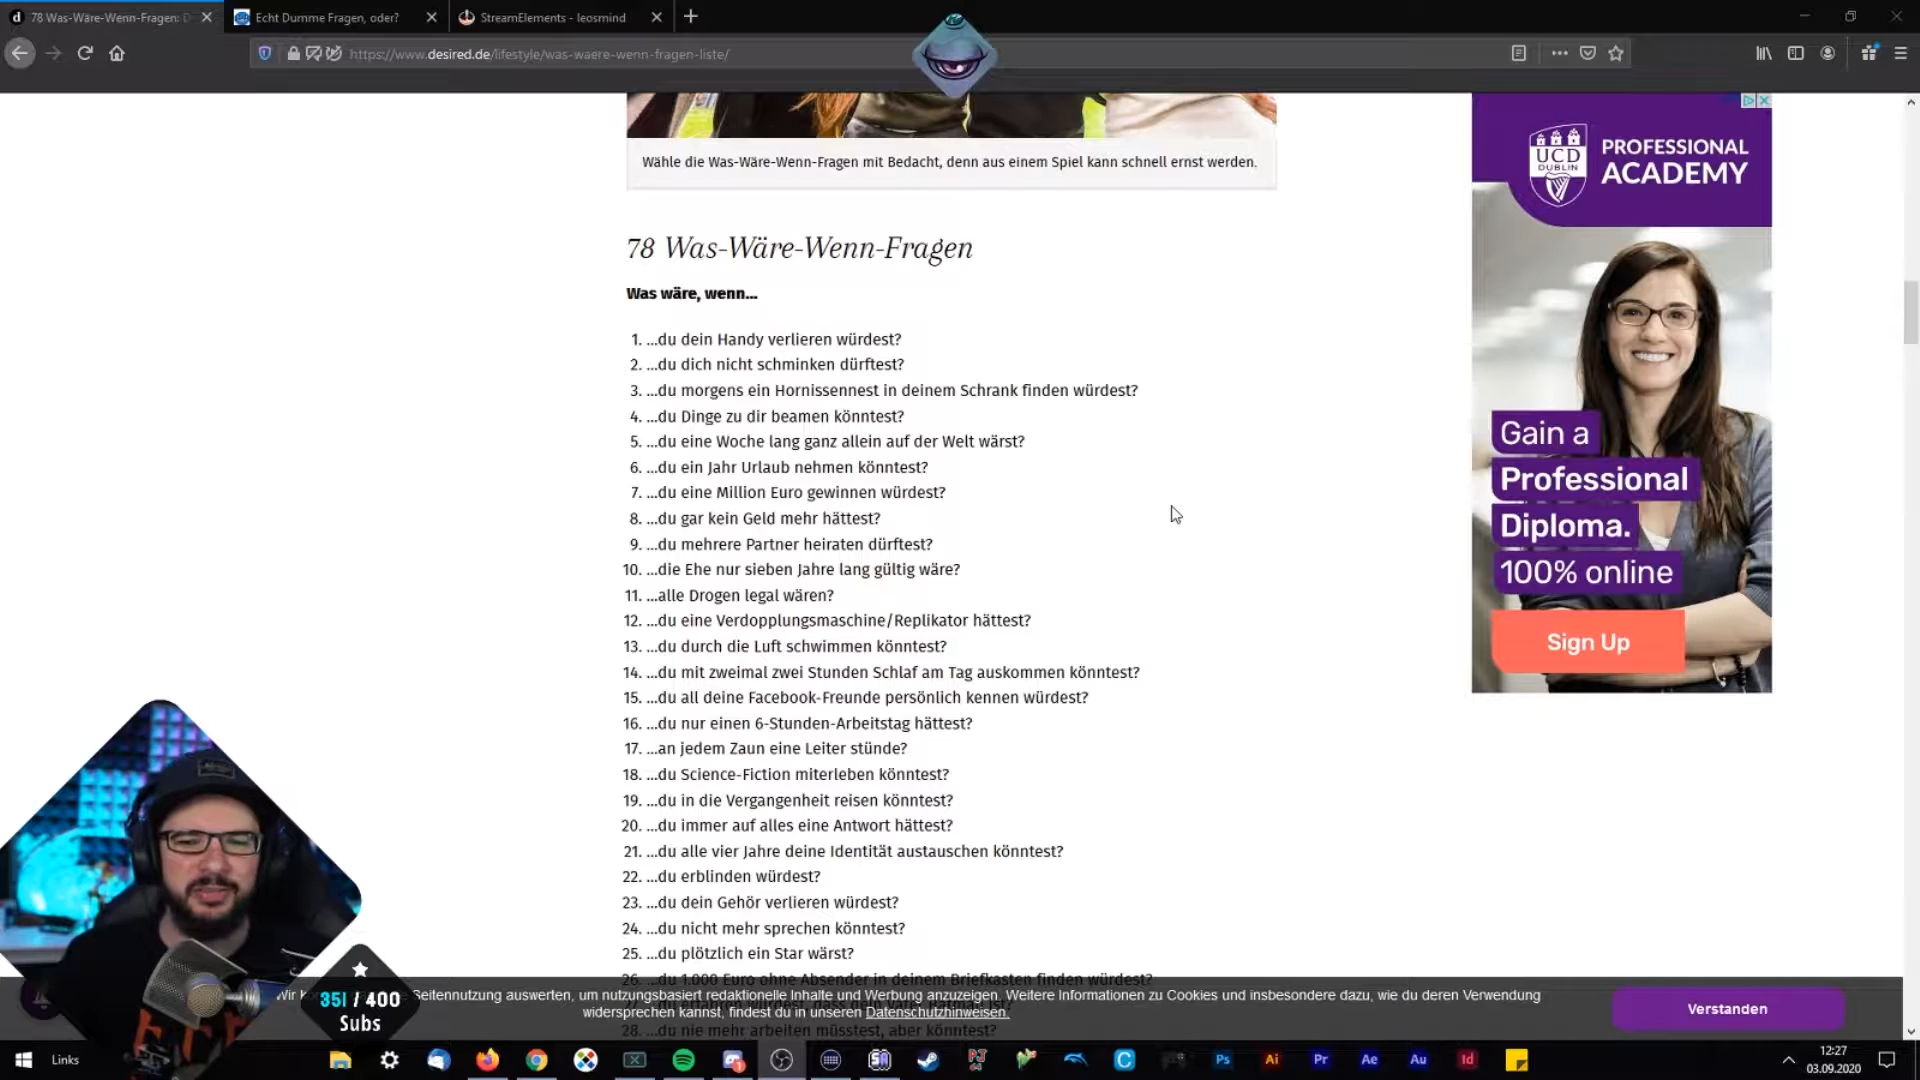 78 Was-Wäre-Wenn-Fragen: D
Echt Dumme Fragen, oder?
StreamElements - leosmind
https://www.desired.de/lifestyle/was-waere-wenn-fragen-liste/
Wähle die Was-Wäre-Wenn-Fragen mit Bedacht, denn aus einem Spiel kann schnell ernst werden.
78 Was-Wäre-Wenn-Fragen
Was wäre, wenn...
1. ...du dein Handy verlieren würdest?
2. ...du dich nicht schminken dürftest?
3. ...du morgens ein Hornissennest in deinem Schrank finden würdest?
4. ...du Dinge zu dir beamen könntest?
5. ...du eine Woche lang ganz allein auf der Welt wärst?
6. ...du ein Jahr Urlaub nehmen könntest?
7. ...du eine Million Euro gewinnen würdest?
8. ...du gar kein Geld mehr hättest?
9. ...du mehrere Partner heiraten dürftest?
10. ...die Ehe nur sieben Jahre lang gültig wäre?
11. ...alle Drogen legal wären?
12. ...du eine Verdopplungsmaschine/Replikator hättest?
13. ...du durch die Luft schwimmen könntest?
14. ...du mit zweimal zwei Stunden Schlaf am Tag auskommen könntest?
15. ...du all deine Facebook-Freunde persönlich kennen würdest?
16. ...du nur einen 6-Stunden-Arbeitstag hättest?
17. ...an jedem Zaun eine Leiter stünde?
18. ...du Science-Fiction miterleben könntest?
19. ...du in die Vergangenheit reisen könntest?
20. ...du immer auf alles eine Antwort hättest?
21. ...du alle vier Jahre deine Identität austauschen könntest?
22. ...du erblinden würdest?
23. ...du dein Gehör verlieren würdest?
24. ...du nicht mehr sprechen könntest?
25. ...du plötzlich ein Star wärst?
26. ...du 1.000 Euro ohne Absender in deinem Briefkasten finden würdest?
28. ...du nie mehr arbeiten müsstest, aber könntest?
UCD
DUBLIN
PROFESSIONAL
ACADEMY
Gain a
Professional
Diploma.
100% online
Sign Up
Wir Seitennutzung auswerten, um nutzungsbasiert redaktionelle Inhalte und Werbung anzuzeigen. Weitere Informationen zu Cookies und insbesondere dazu, wie du deren Verwendung
widersprechen kannst, findest du in unseren Datenschutzhinweisen.
Verstanden
351 / 400
Subs
Links
Ps
Ai
Pr
Ae
Au
Id
12:27
03.09.2020